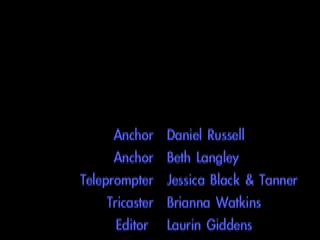 Anchor Daniel Russell
Anchor Beth Langley
Teleprompter Jessica Black & Tanner
Tricaster Brianna Watkins
Editor Laurin Giddens